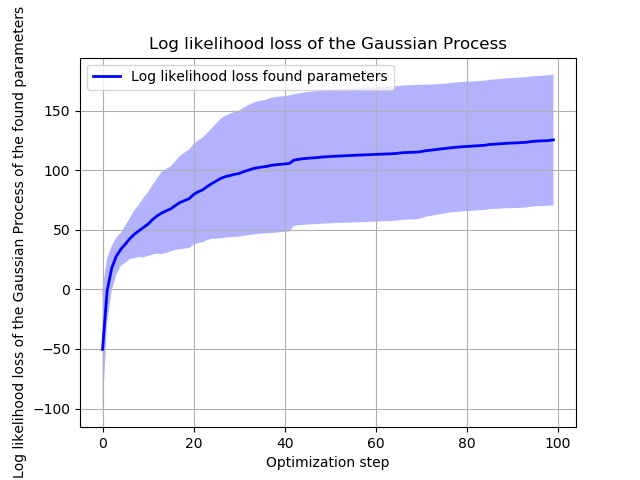 Log likelihood loss of the Gaussian Process
Log likelihood loss found parameters
Log likelihood loss of the Gaussian Process of the found parameters
150
100
50
0
−50
−100
0 20 40 60 80 100
Optimization step